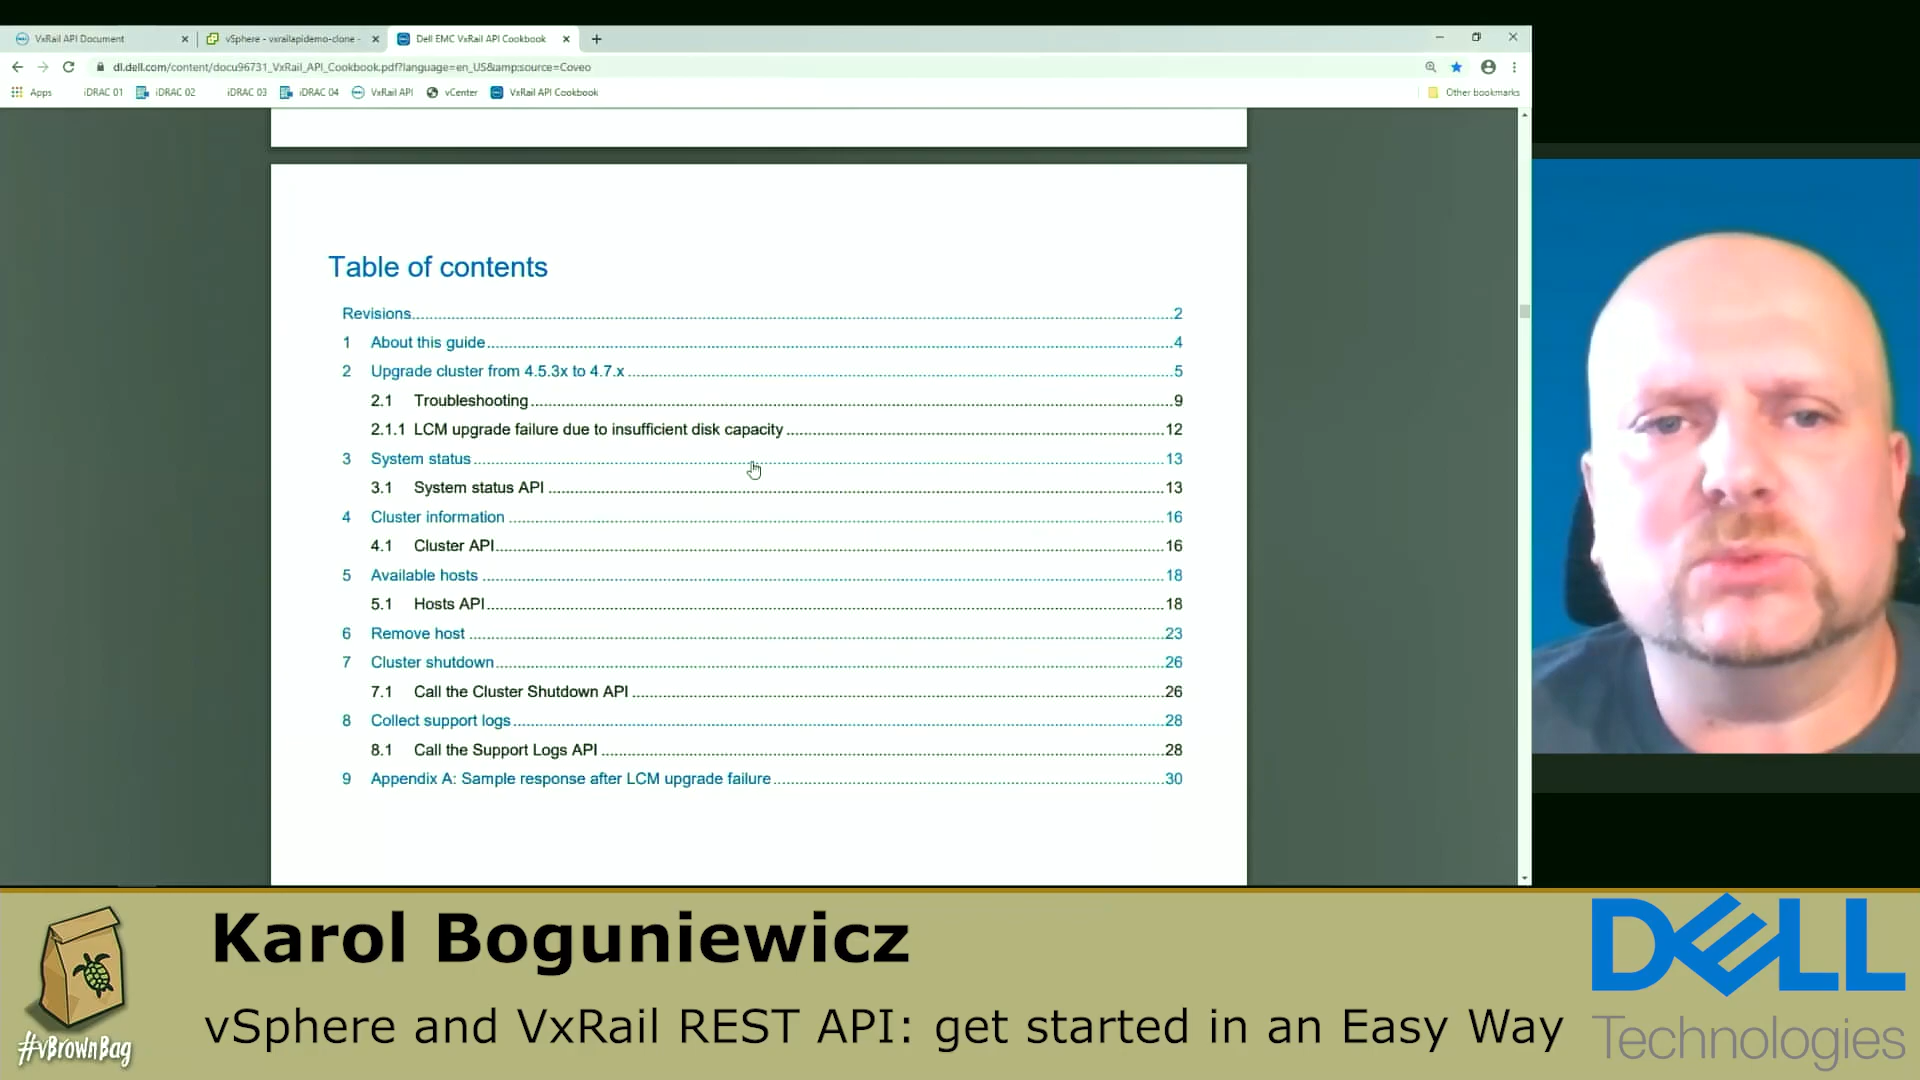 VxRail API Document
vSphere - vxrailapidemo-clone -
Dell EMC VxRail API Cookbook
dl.dell.com/content/docu96731_VxRail_API_Cookbook.pdf?language=en_US&amp;source=Coveo
Apps
iDRAC 01
iDRAC 02
iDRAC 03
iDRAC 04
VxRail API
vCenter
VxRail API Cookbook
Other bookmarks
Table of contents
Revisions 2
1 About this guide 4
2 Upgrade cluster from 4.5.3x to 4.7.x 5
2.1 Troubleshooting 9
2.1.1 LCM upgrade failure due to insufficient disk capacity 12
3 System status 13
3.1 System status API 13
4 Cluster information 16
4.1 Cluster API 16
5 Available hosts 18
5.1 Hosts API 18
6 Remove host 23
7 Cluster shutdown 26
7.1 Call the Cluster Shutdown API 26
8 Collect support logs 28
8.1 Call the Support Logs API 28
9 Appendix A: Sample response after LCM upgrade failure 30
Karol Boguniewicz
vSphere and VxRail REST API: get started in an Easy Way
#vBrownBag
DELL
Technologies